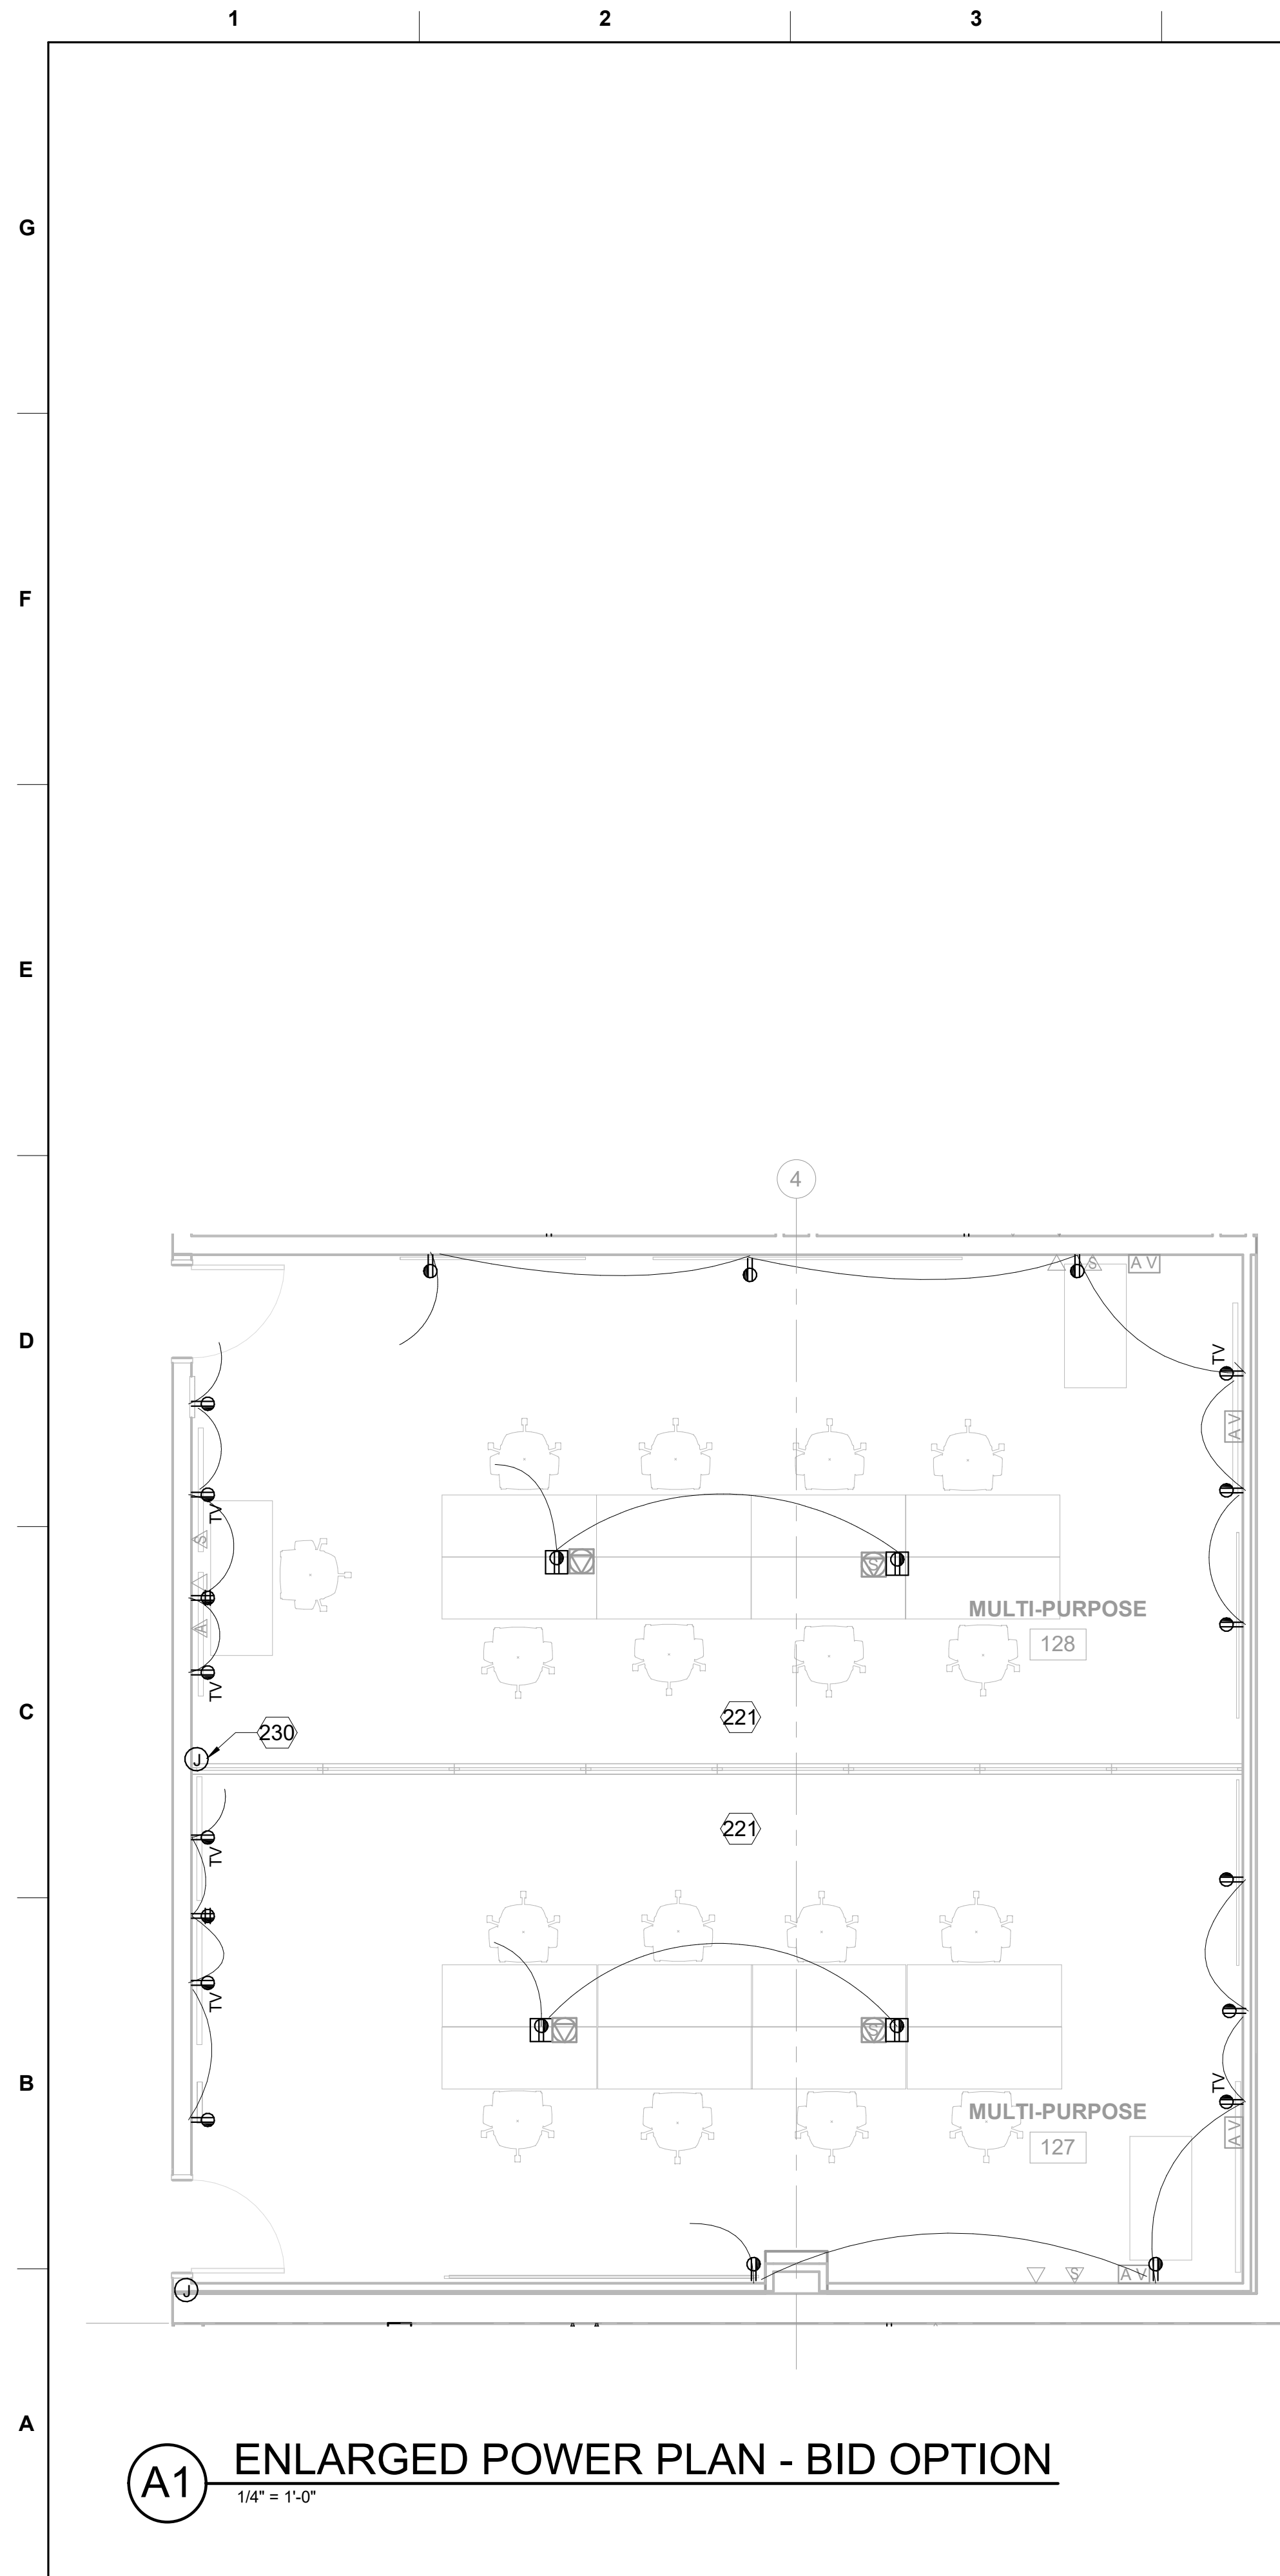 1 2 3
G
F
E
4
A V
S
D
TV
A V
TV
S
S
MULTI-PURPOSE
128
A
TV
C
221
230
J
221
TV
TV
S
B
TV
MULTI-PURPOSE
A V
127
S
A V
J
A
ENLARGED POWER PLAN - BID OPTION
A1
1/4" = 1'-0"